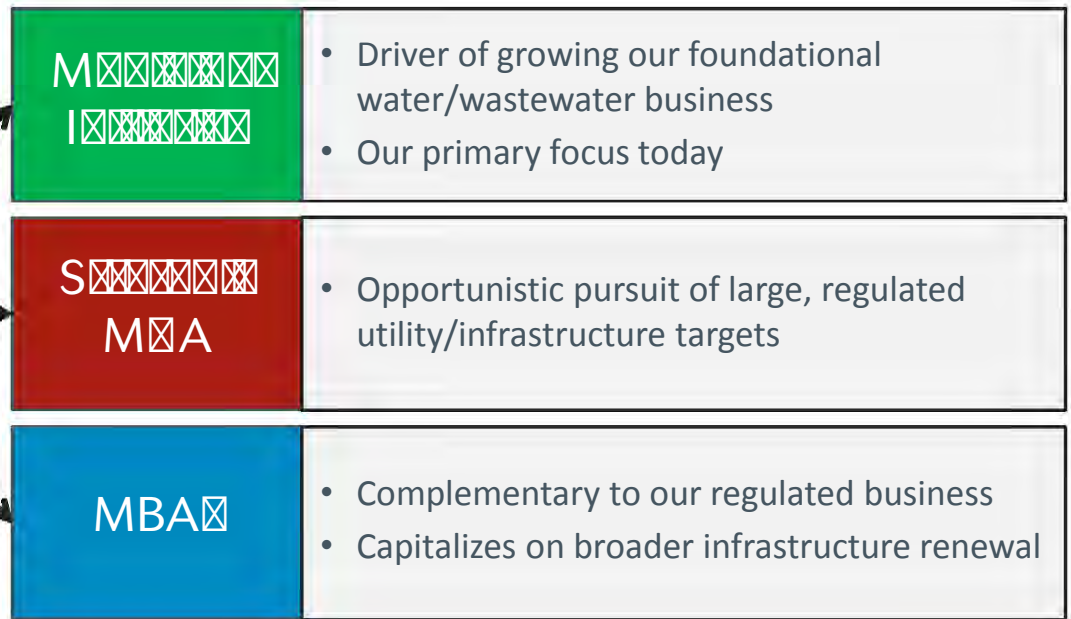 • Driver of growing our foundational
water/wastewater business
• Our primary focus today
• Opportunistic pursuit of large, regulated
utility/infrastructure targets
• Complementary to our regulated business
• Capitalizes on broader infrastructure renewal